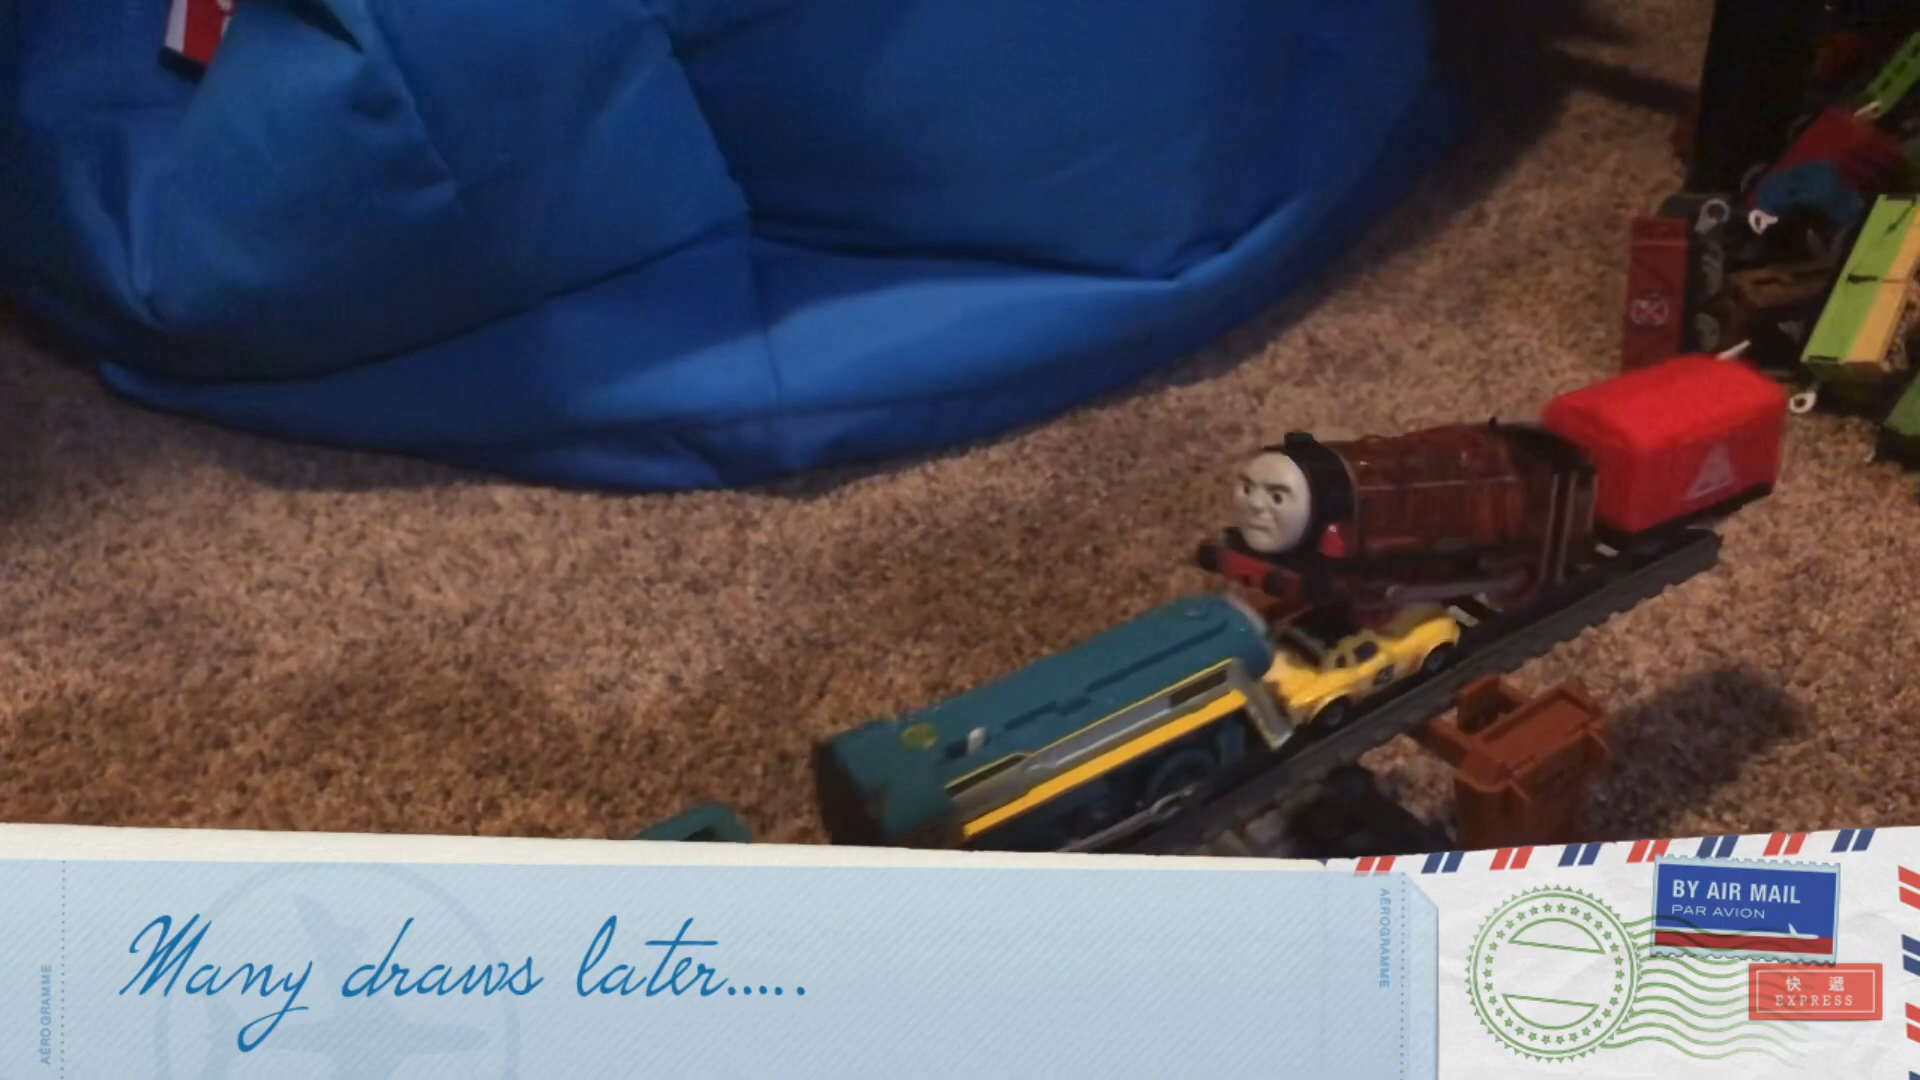 Many draws later.....
AÉROGRAMME
AÉROGRAMME
BY AIR MAIL
PAR AVION
快 遞
EXPRESS